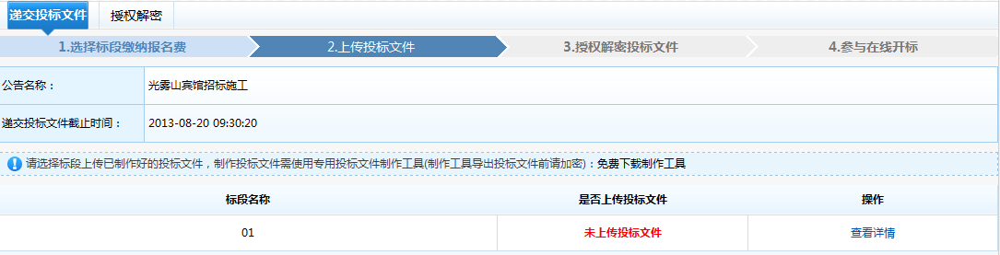 递交投标文件 授权解密
1.选择标段缴纳报名费 2.上传投标文件 3.授权解密投标文件 4.参与在线开标
公告名称： 光雾山宾馆招标施工
递交投标文件截止时间： 2013-08-20 09:30:20
请选择标段上传已制作好的投标文件，制作投标文件需使用专用投标文件制作工具(制作工具导出投标文件前请加密)：免费下载制作工具
标段名称 是否上传投标文件 操作
01 未上传投标文件 查看详情